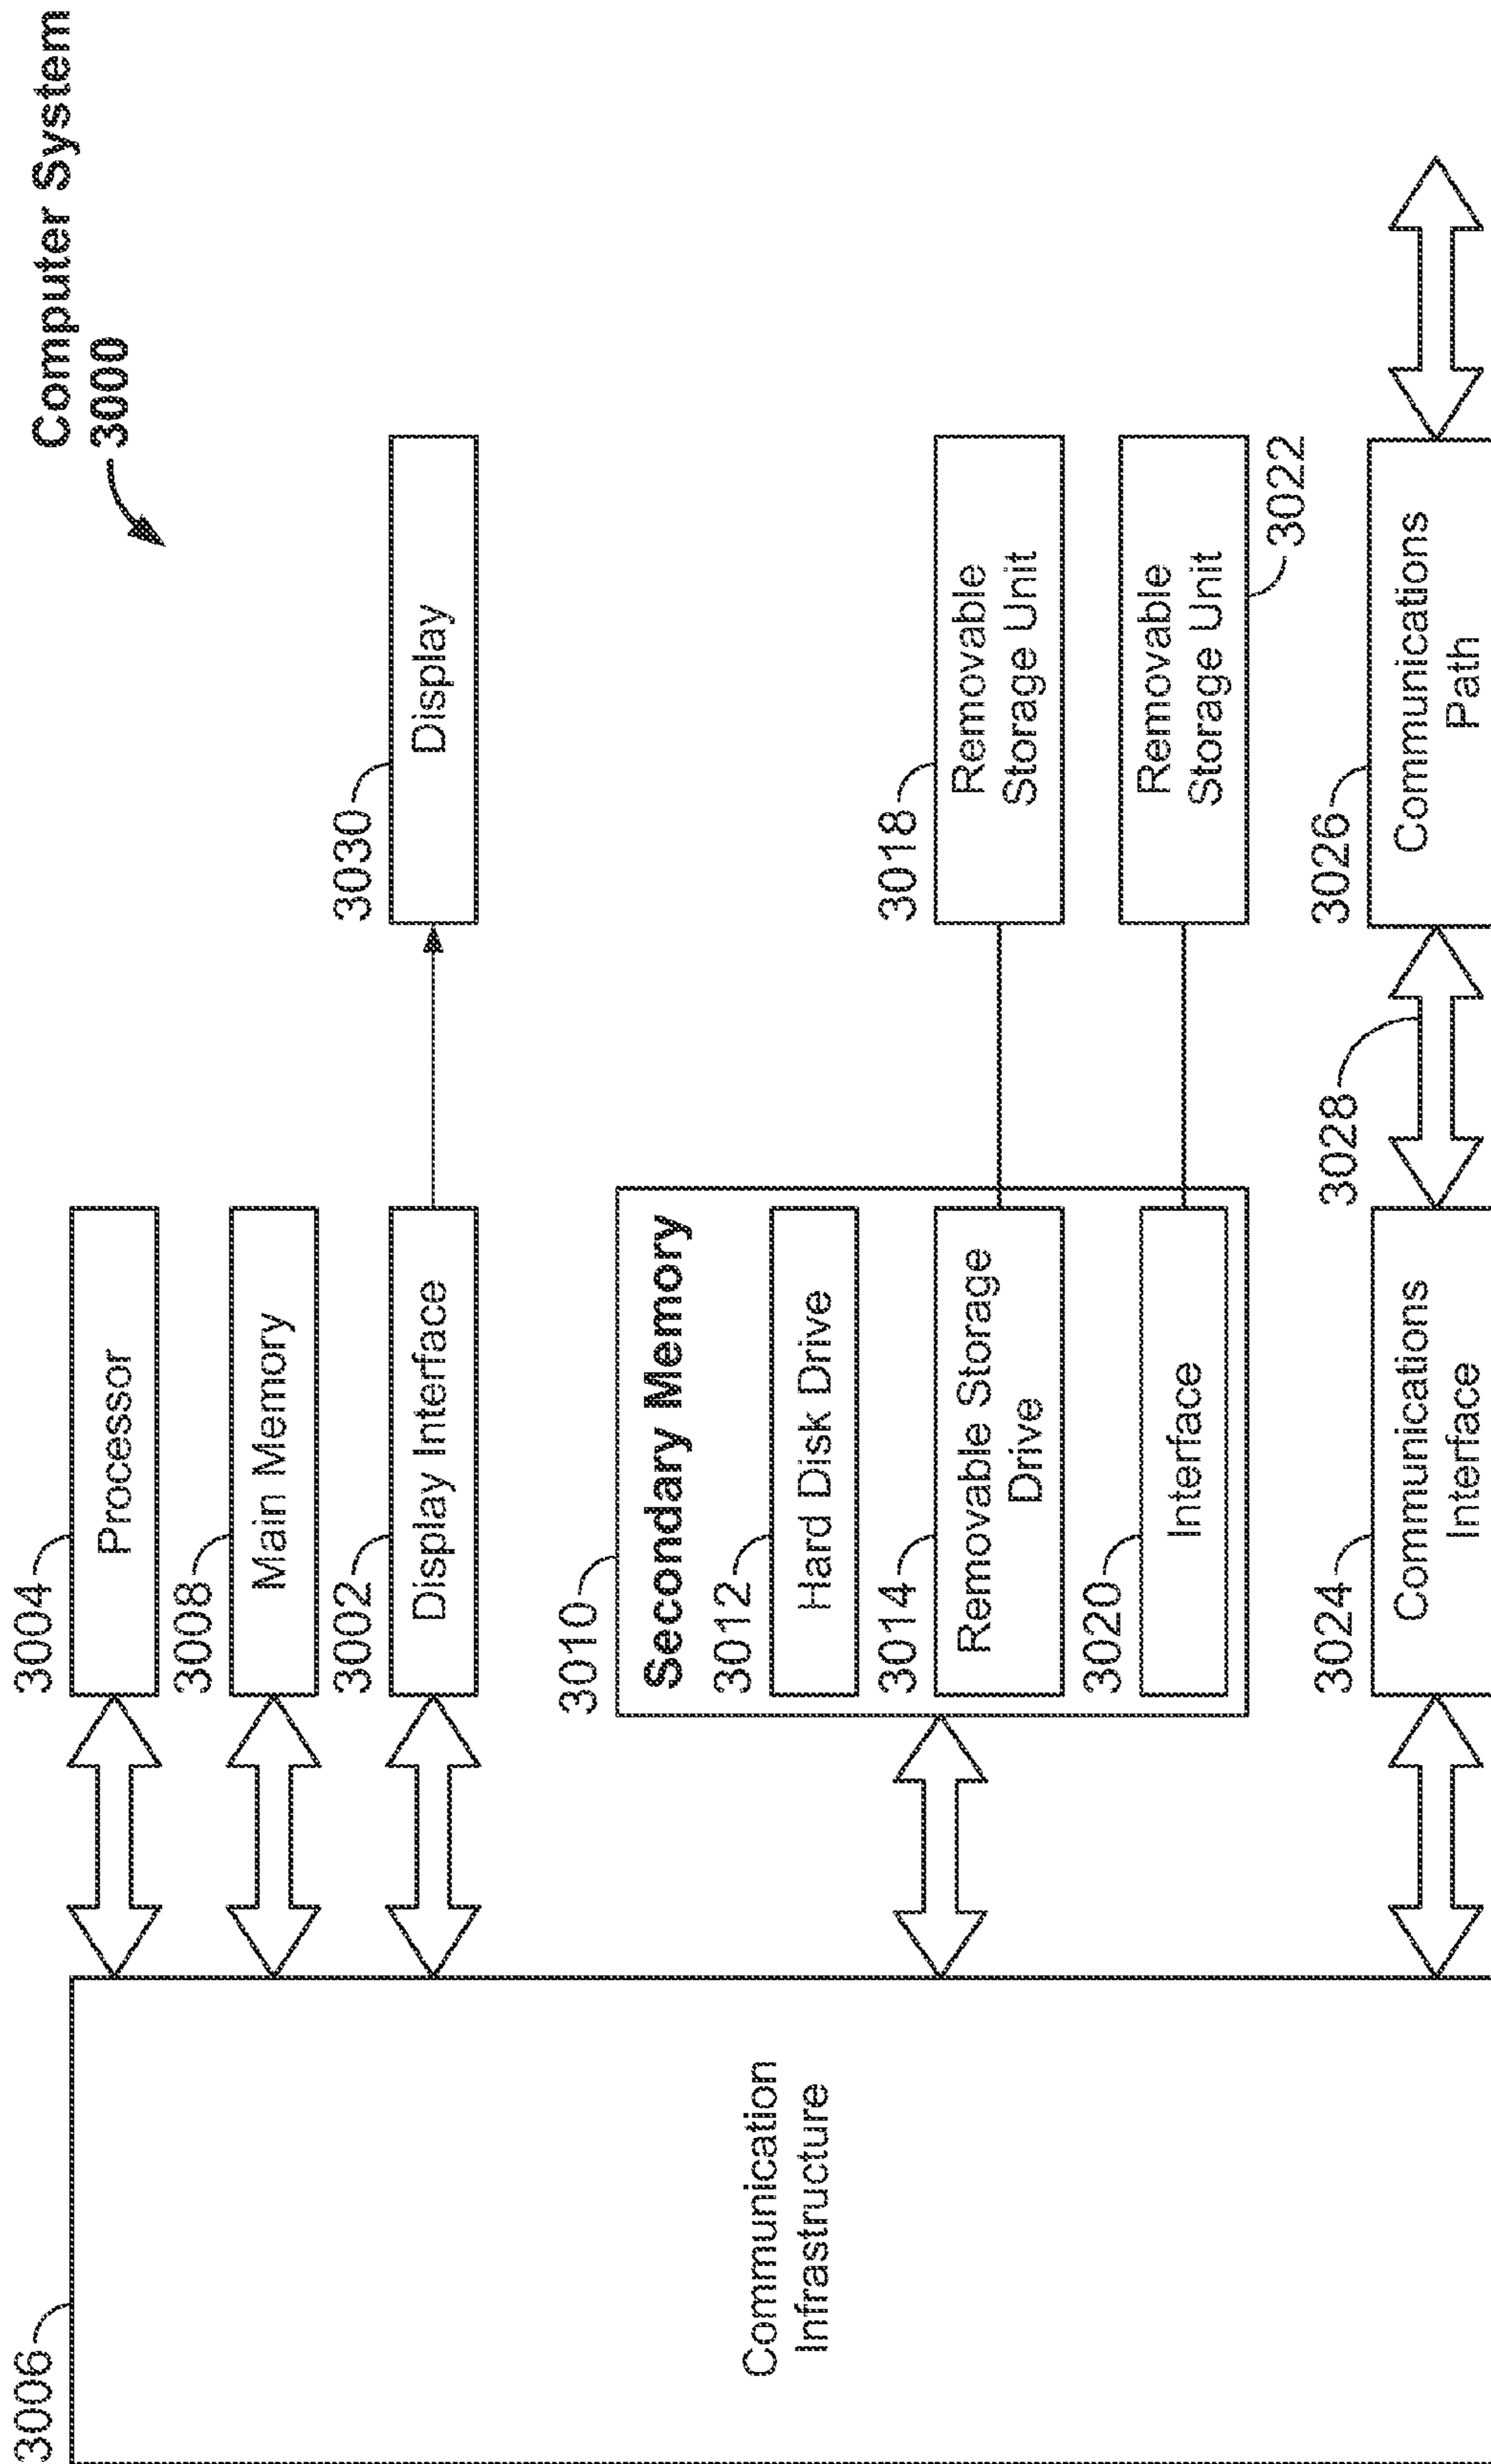 Computer System
3000
3006
Communication
Infrastructure
3004
Processor
3008
Main Memory
3002
Display Interface
3030
Display
3010
Secondary Memory
3012
Hard Disk Drive
3014
Removable Storage
Drive
3018
Removable
Storage Unit
3020
Interface
Removable
Storage Unit
3022
3024
Communications
Interface
3028
3026
Communications
Path